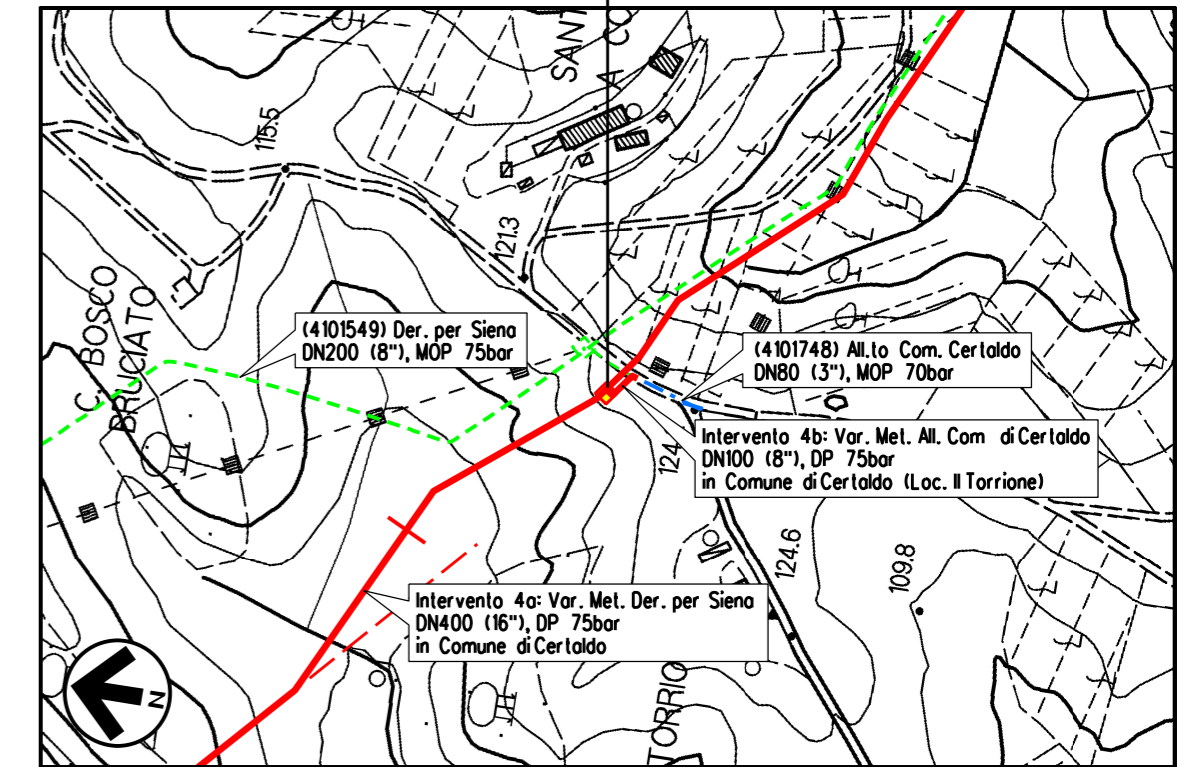 SANT
A CO
115.5
121.3
C. BOSCO
BRUCIATO
(4101549) Der. per Siena
DN200 (8"), MOP 75bar
(4101748) All.to Com. Certaldo
DN80 (3"), MOP 70bar
124
Intervento 4b: Var. Met. All. Com di Certaldo
DN100 (8"), DP 75bar
in Comune di Certaldo (Loc. Il Torrione)
124.6
109.8
Intervento 4a: Var. Met. Der. per Siena
DN400 (16"), DP 75bar
in Comune di Certaldo
N
TORRIO